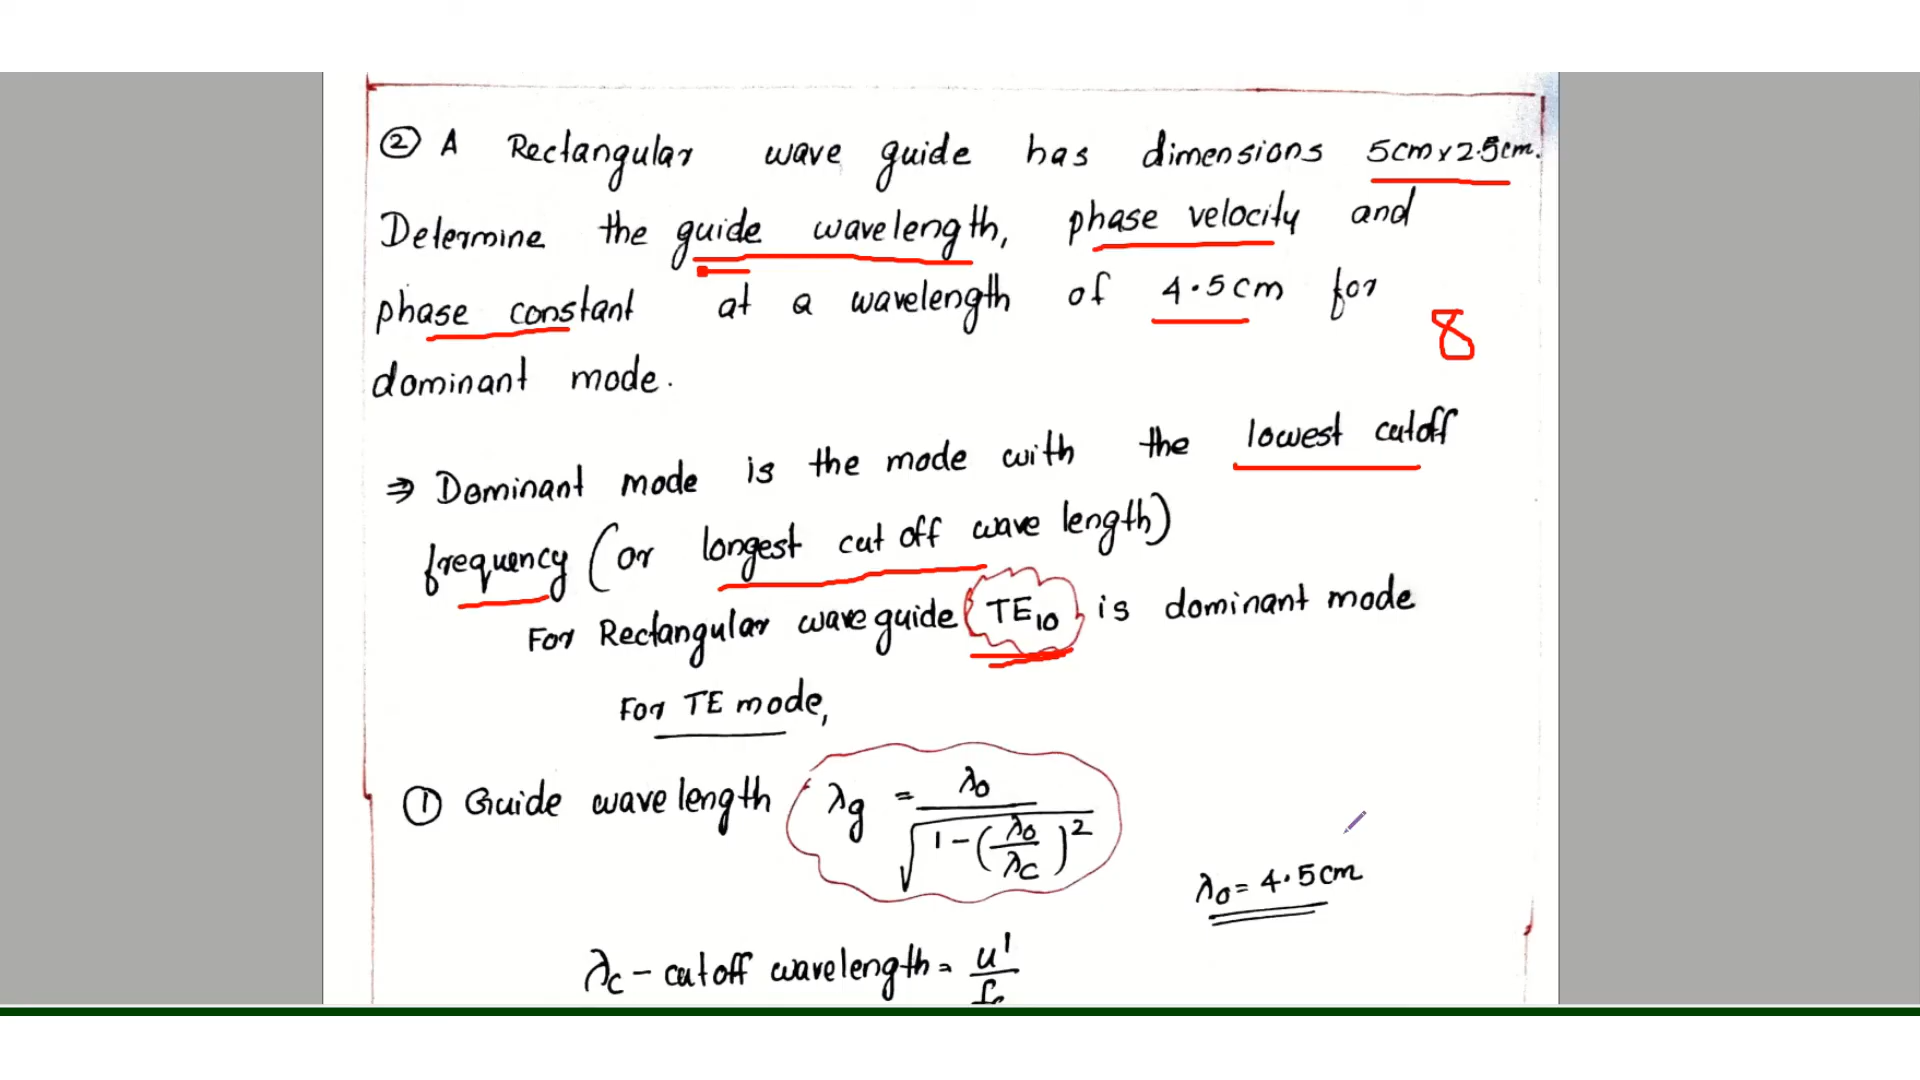 ② A Rectangular wave guide has dimensions 5cm x 2.5cm.
Determine the guide wavelength, phase velocity and
phase constant at a wavelength of 4.5cm for
8
dominant mode.
⇒ Dominant mode is the mode with the lowest cutoff
frequency (or longest cut off wave length)
For Rectangular wave guide TE₁₀ is dominant mode
For TE mode,
① Guide wave length λg = λ₀ / √(1 - (λ₀/λc)²)
λ₀ = 4.5cm
λc - cutoff wavelength = u' / fc